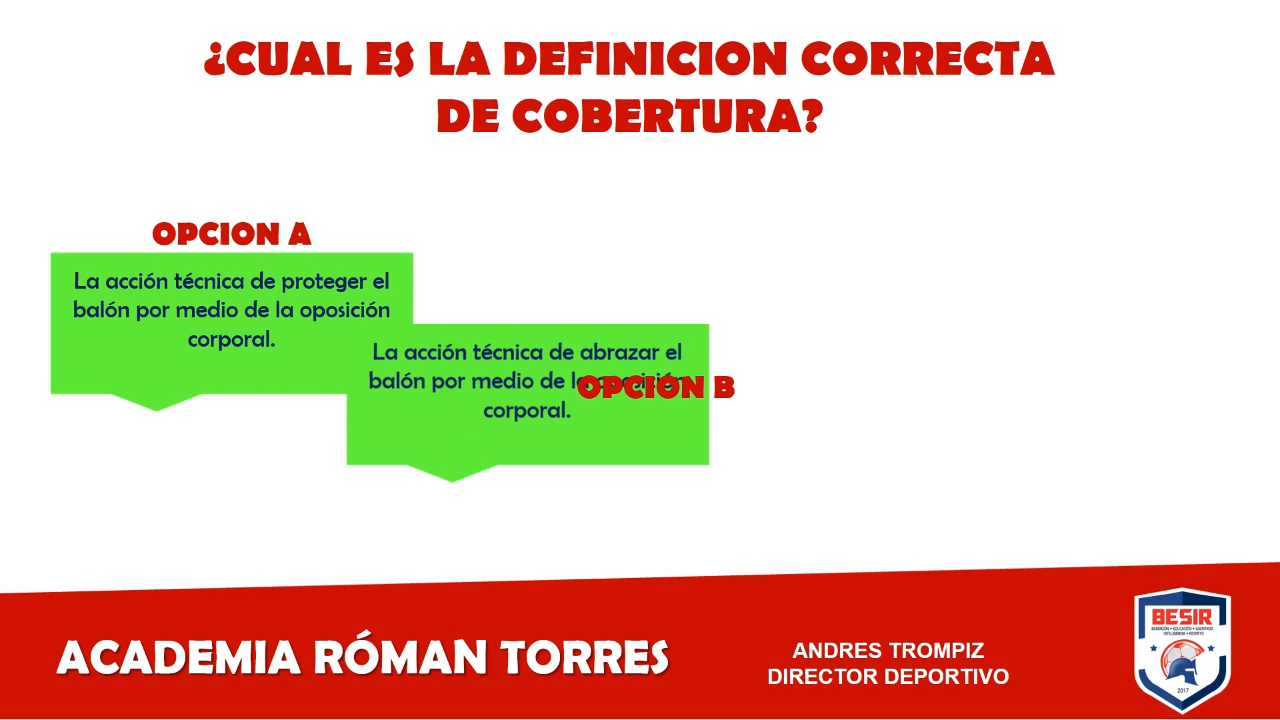 ¿CUAL ES LA DEFINICION CORRECTA
DE COBERTURA?
OPCION A
La acción técnica de proteger el
balón por medio de la oposición
corporal.
La acción técnica de abrazar el
balón por medio de la oposición
corporal.
OPCION B
ACADEMIA RÓMAN TORRES
ANDRES TROMPIZ
DIRECTOR DEPORTIVO
BESIR
2017